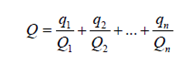 Q = q₁/Q₁ + q₂/Q₂ + ... + qₙ/Qₙ